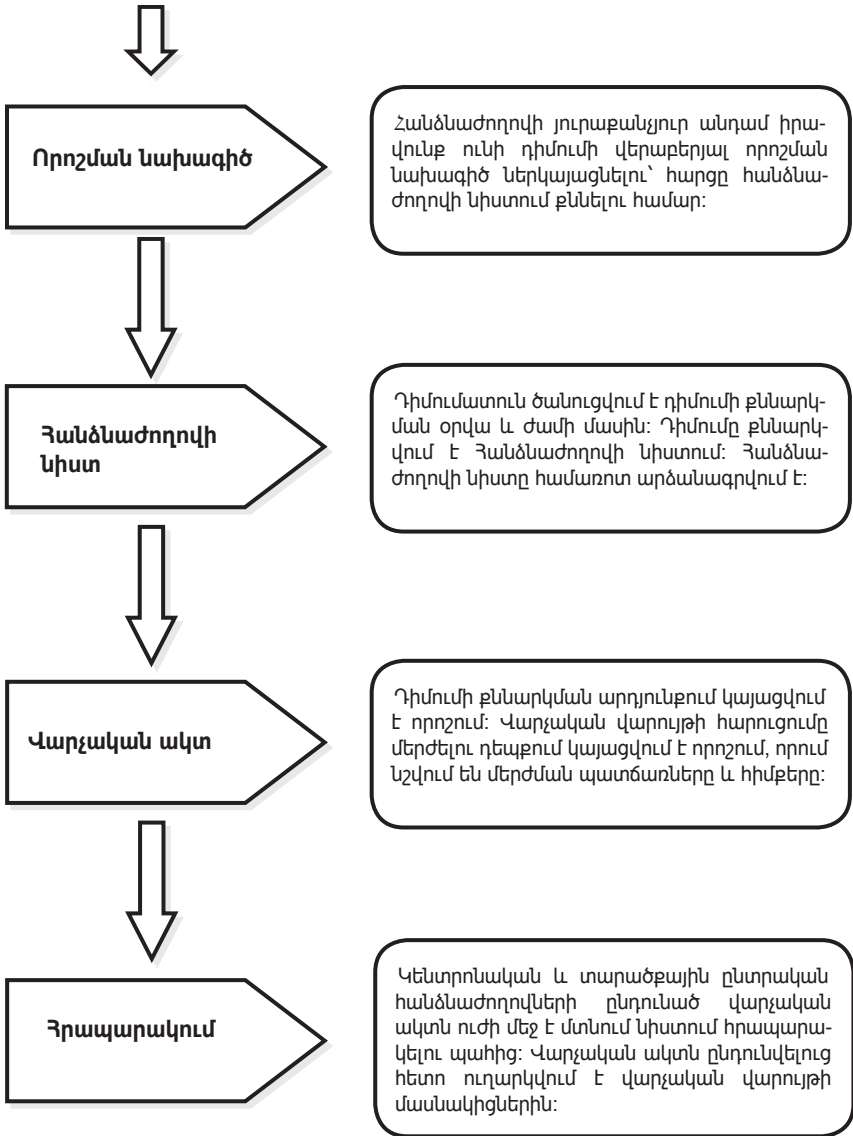 Որոշման նախագիծ
Հանձնաժողովի յուրաքանչյուր անդամ իրա-
վունք ունի դիմումի վերաբերյալ որոշման
նախագիծ ներկայացնելու՝ հարցը հանձնա-
ժողովի նիստում քննելու համար:
Հանձնաժողովի
նիստ
Դիմումատուն ծանուցվում է դիմումի քննարկ-
ման օրվա և ժամի մասին: Դիմումը քննարկ-
վում է Հանձնաժողովի նիստում: Հանձնա-
ժողովի նիստը համառոտ արձանագրվում է:
Վարչական ակտ
Դիմումի քննարկման արդյունքում կայացվում
է որոշում: Վարչական վարույթի հարուցումը
մերժելու դեպքում կայացվում է որոշում, որում
նշվում են մերժման պատճառները և հիմքերը:
Հրապարակում
Կենտրոնական և տարածքային ընտրական
հանձնաժողովների ընդունած վարչական
ակտն ուժի մեջ է մտնում նիստում հրապարա-
կելու պահից: Վարչական ակտն ընդունվելուց
հետո ուղարկվում է վարչական վարույթի
մասնակիցներին: